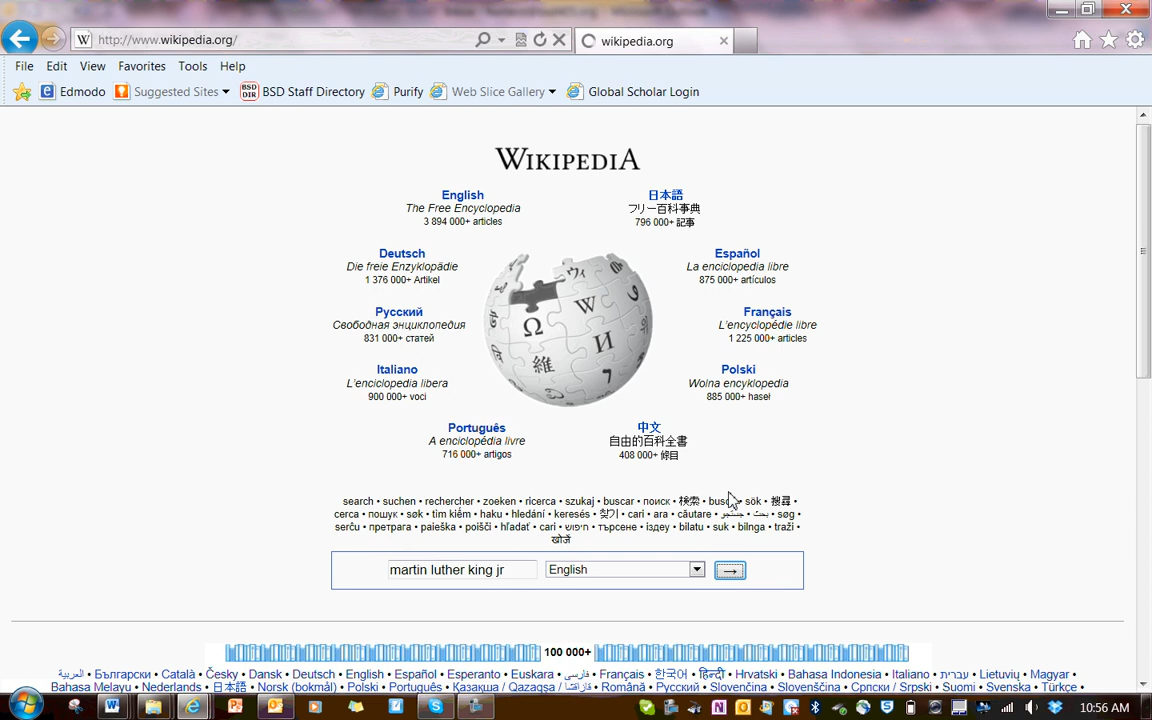 http://www.wikipedia.org/
wikipedia.org
File Edit View Favorites Tools Help
Edmodo Suggested Sites BSD DIR BSD Staff Directory Purify Web Slice Gallery Global Scholar Login
WIKIPEDIA
English 日本語
The Free Encyclopedia フリー百科事典
3 894 000+ articles 796 000+ 記事
Deutsch Español
Die freie Enzyklopädie La enciclopedia libre
1 376 000+ Artikel 875 000+ artículos
Русский Français
Свободная энциклопедия L'encyclopédie libre
831 000+ статей 1 225 000+ articles
Italiano Polski
L'enciclopedia libera Wolna encyklopedia
900 000+ voci 885 000+ haseł
Português 中文
A enciclopédia livre 自由的百科全書
716 000+ artigos 408 000+ 條目
search • suchen • rechercher • zoeken • ricerca • szukaj • buscar • поиск • 検索 • busca • sök • 搜尋 •
cerca • пошук • søk • tìm kiếm • haku • hledání • keresés • 찾기 • cari • ara • căutare • جستجو • بحث • søg •
serĉu • претрага • paieška • poišči • hľadať • cari • חיפוש • търсене • іздеу • bilatu • suk • bilnga • traži •
खोजें
martin luther king jr English →
100 000+
العربية • Български • Català • Česky • Dansk • Deutsch • English • Español • Esperanto • Euskara • فارسی • Français • 한국어 • हिन्दी • Hrvatski • Bahasa Indonesia • Italiano • עברית • Lietuvių • Magyar •
Bahasa Melayu • Nederlands • 日本語 • Norsk (bokmål) • Polski • Português • Қазақша / Qazaqşa / قازاقشا • Română • Русский • Slovenčina • Slovenščina • Српски / Srpski • Suomi • Svenska • Türkçe •
10:56 AM